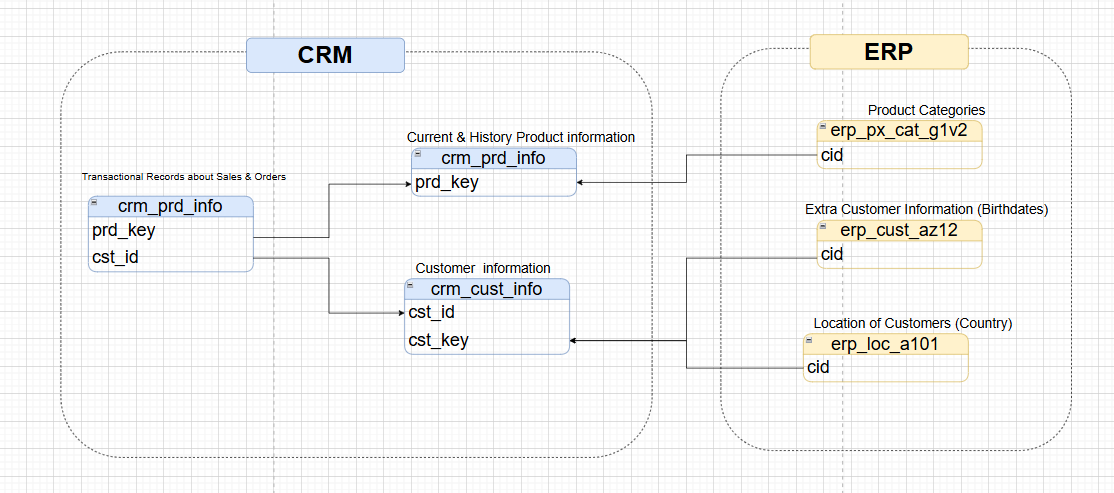 CRM
ERP
Product Categories
erp_px_cat_g1v2
cid
Current & History Product information
crm_prd_info
prd_key
Transactional Records about Sales & Orders
crm_prd_info
prd_key
cst_id
Extra Customer Information (Birthdates)
erp_cust_az12
cid
Customer information
crm_cust_info
cst_id
cst_key
Location of Customers (Country)
erp_loc_a101
cid